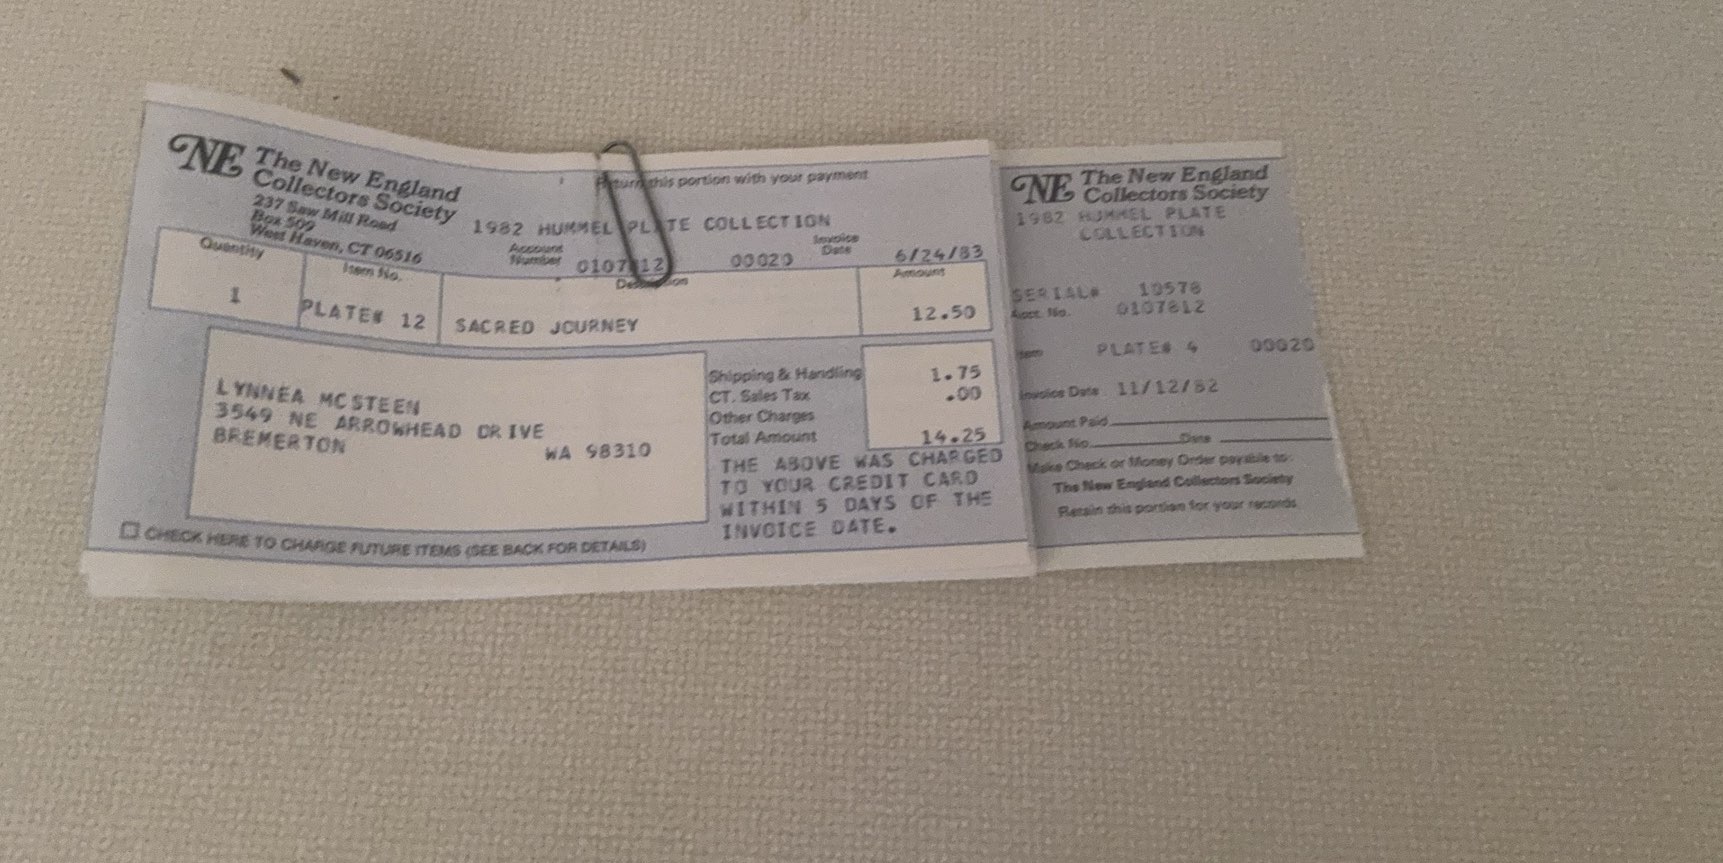 NE The New England
Collectors Society
237 Saw Mill Road
Box 509
West Haven, CT 06516
Return this portion with your payment
1982 HUMMEL PLATE COLLECTION
Account Number 0107812 00020 Invoice Date 6/24/83
Quantity Item No. Description Amount
1 PLATE# 12 SACRED JOURNEY 12.50
LYNNEA MCSTEEN
3549 NE ARROWHEAD DRIVE
BREMERTON WA 98310
Shipping & Handling 1.75
CT. Sales Tax .00
Other Charges
Total Amount 14.25
THE ABOVE WAS CHARGED
TO YOUR CREDIT CARD
WITHIN 5 DAYS OF THE
INVOICE DATE.
CHECK HERE TO CHARGE FUTURE ITEMS (SEE BACK FOR DETAILS)
NE The New England
Collectors Society
1982 HUMMEL PLATE
COLLECTION
SERIAL# 10578
Acct. No. 0107812
Item PLATE# 4 00020
Invoice Date 11/12/82
Amount Paid
Check No. Date
Make Check or Money Order payable to:
The New England Collectors Society
Retain this portion for your records